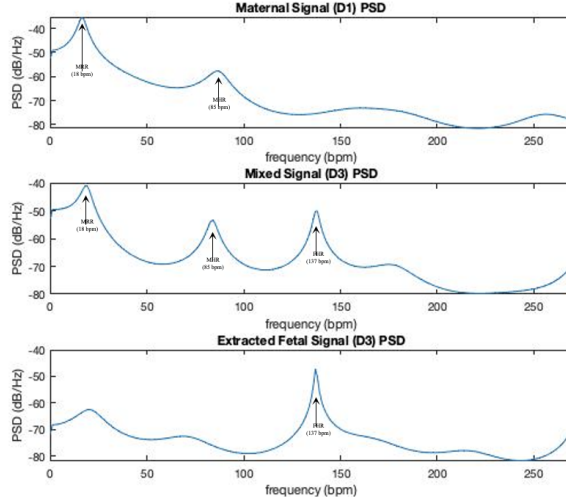 Maternal Signal (D1) PSD
PSD (dB/Hz)
-40
-50
-60
-70
-80
MRR
(18 bpm)
MHR
(85 bpm)
0 50 100 150 200 250
frequency (bpm)
Mixed Signal (D3) PSD
PSD (dB/Hz)
-40
-50
-60
-70
-80
MRR
(18 bpm)
MHR
(85 bpm)
FHR
(137 bpm)
0 50 100 150 200 250
frequency (bpm)
Extracted Fetal Signal (D3) PSD
PSD (dB/Hz)
-40
-50
-60
-70
-80
FHR
(137 bpm)
0 50 100 150 200 250
frequency (bpm)